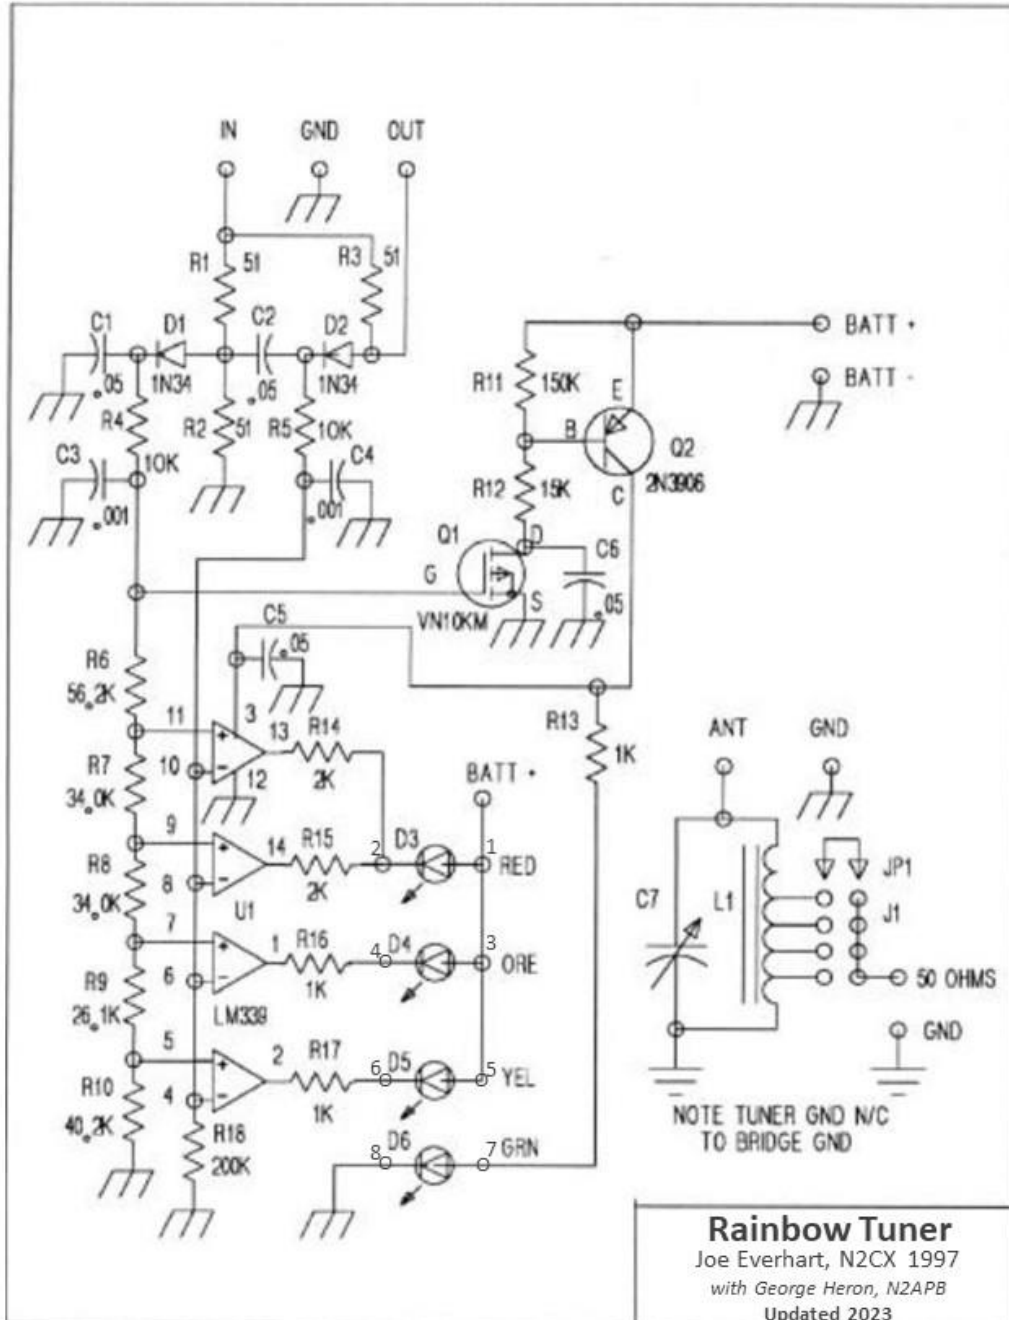 IN GND OUT
R1 51
R3 51
C1 D1 C2 D2
.05 1N34 .05 1N34
R4 10K
R2 51
R5 10K
C3 .001
C4 .001
BATT +
BATT -
R11 150K
E
B
Q2
2N3906
C
R12 15K
Q1
D
G
S
VN10KM
C6
.05
C5
.05
R6
56.2K
11 3 13 R14
10 12 2K
R13
1K
BATT +
R7
34.0K
9 14 R15 2 D3 1 RED
8 2K
U1
R8
34.0K
7 1 R16 4 D4 3 ORE
6 1K
LM339
R9
26.1K
5 2 R17 6 D5 5 YEL
4 1K
R10
40.2K
R18
200K
8 D6 7 GRN
ANT GND
C7 L1 JP1
J1
50 OHMS
GND
NOTE TUNER GND N/C
TO BRIDGE GND
Rainbow Tuner
Joe Everhart, N2CX 1997
with George Heron, N2APB
Updated 2023